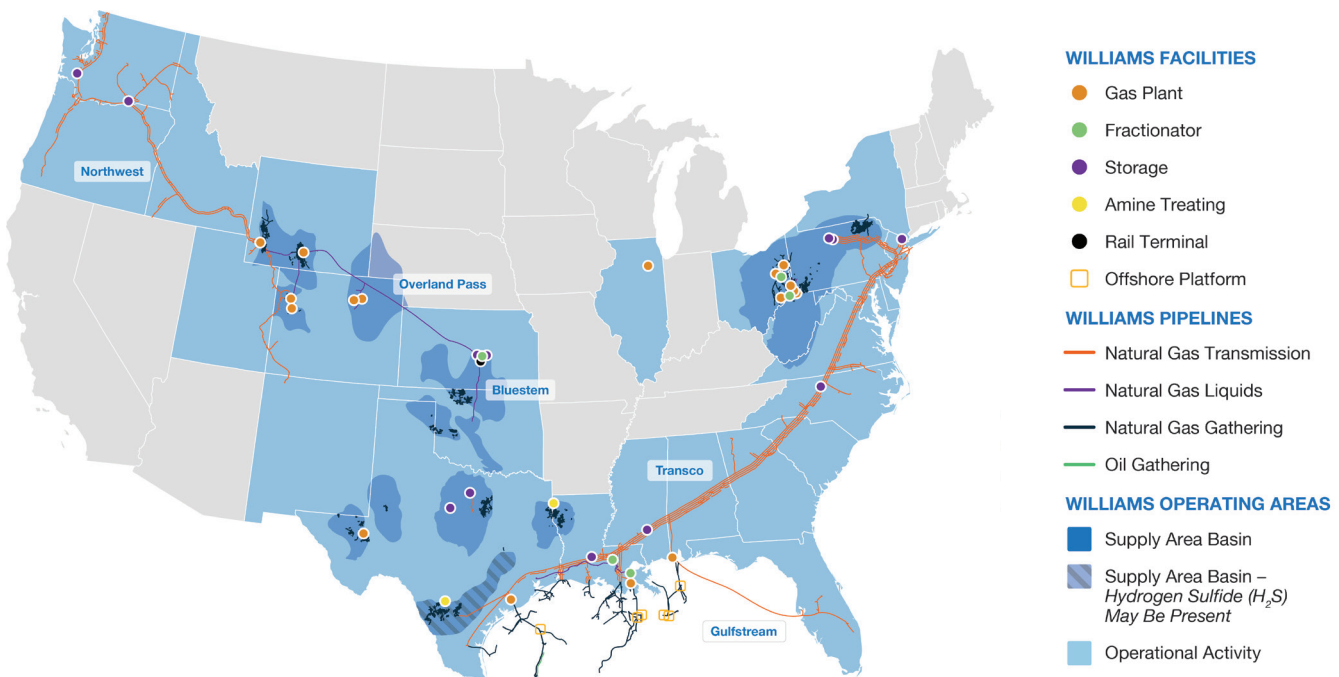 Northwest
Overland Pass
Bluestem
Transco
Gulfstream
WILLIAMS FACILITIES
Gas Plant
Fractionator
Storage
Amine Treating
Rail Terminal
Offshore Platform
WILLIAMS PIPELINES
Natural Gas Transmission
Natural Gas Liquids
Natural Gas Gathering
Oil Gathering
WILLIAMS OPERATING AREAS
Supply Area Basin
Supply Area Basin –
Hydrogen Sulfide (H₂S)
May Be Present
Operational Activity